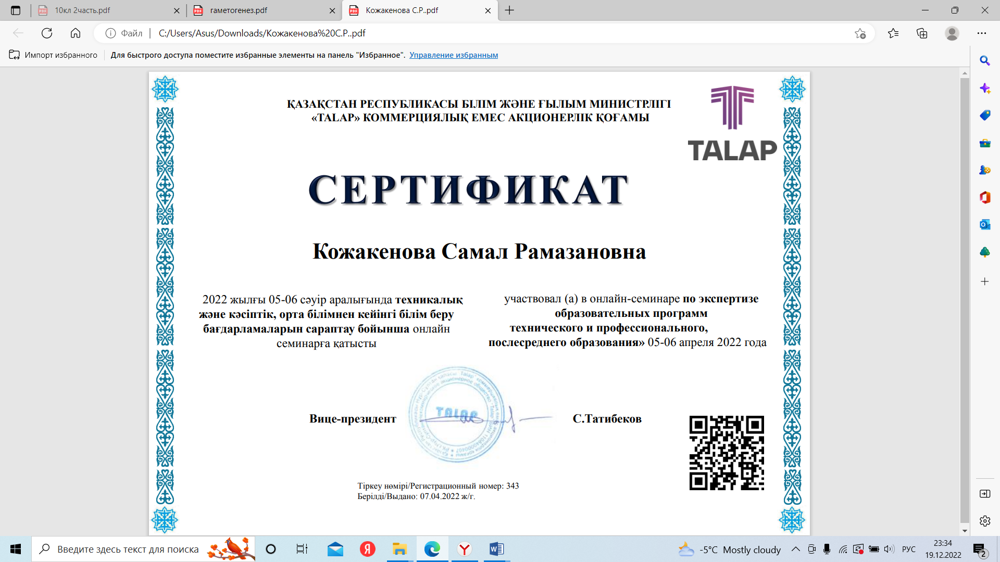 10кл 2часть.pdf
гаметогенез.pdf
Кожакенова С.Р..pdf
Файл
C:/Users/Asus/Downloads/Кожакенова%20С.Р..pdf
Импорт избранного
Для быстрого доступа поместите избранные элементы на панель "Избранное". Управление избранным
ҚАЗАҚСТАН РЕСПУБЛИКАСЫ БІЛІМ ЖӘНЕ ҒЫЛЫМ МИНИСТРЛІГІ
«TALAP» КОММЕРЦИЯЛЫҚ ЕМЕС АКЦИОНЕРЛІК ҚОҒАМЫ
TALAP
СЕРТИФИКАТ
Кожакенова Самал Рамазановна
2022 жылғы 05-06 сәуір аралығында техникалық
және кәсіптік, орта білімнен кейінгі білім беру
бағдарламаларын сараптау бойынша онлайн
семинарға қатысты
участвовал (а) в онлайн-семинаре по экспертизе
образовательных программ
технического и профессионального,
послесреднего образования» 05-06 апреля 2022 года
Вице-президент
TALAP
С.Татибеков
Тіркеу нөмірі/Регистрационный номер: 343
Берілді/Выдано: 07.04.2022 ж/г.
Введите здесь текст для поиска
-5°C Mostly cloudy
РУС
23:34
19.12.2022
2